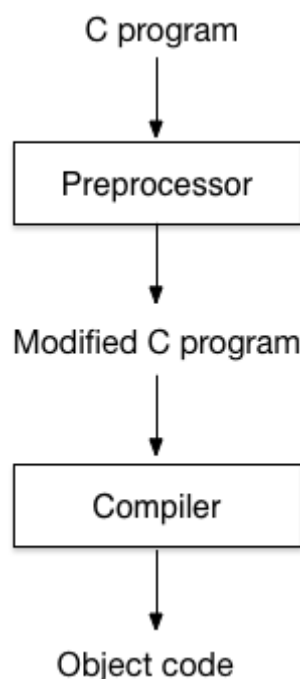 C program
Preprocessor
Modified C program
Compiler
Object code